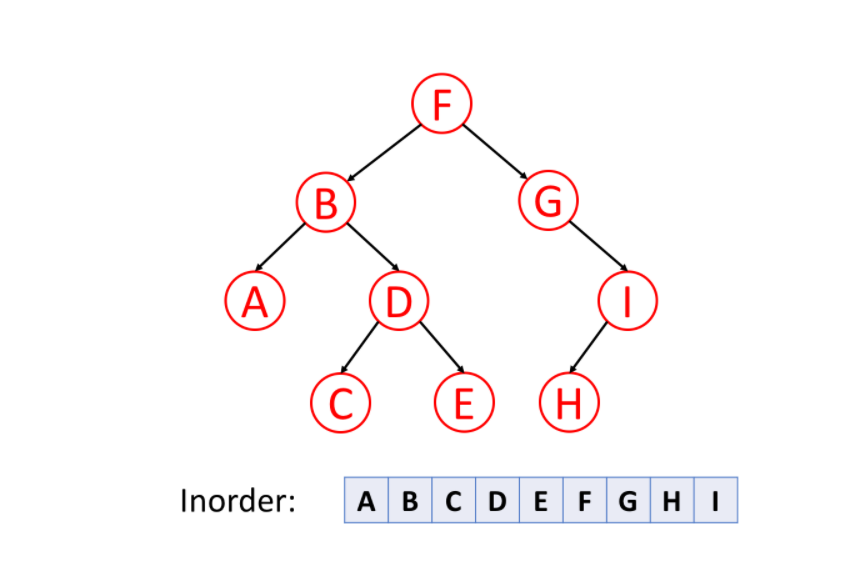 F
B G
A D I
C E H
Inorder: A B C D E F G H I